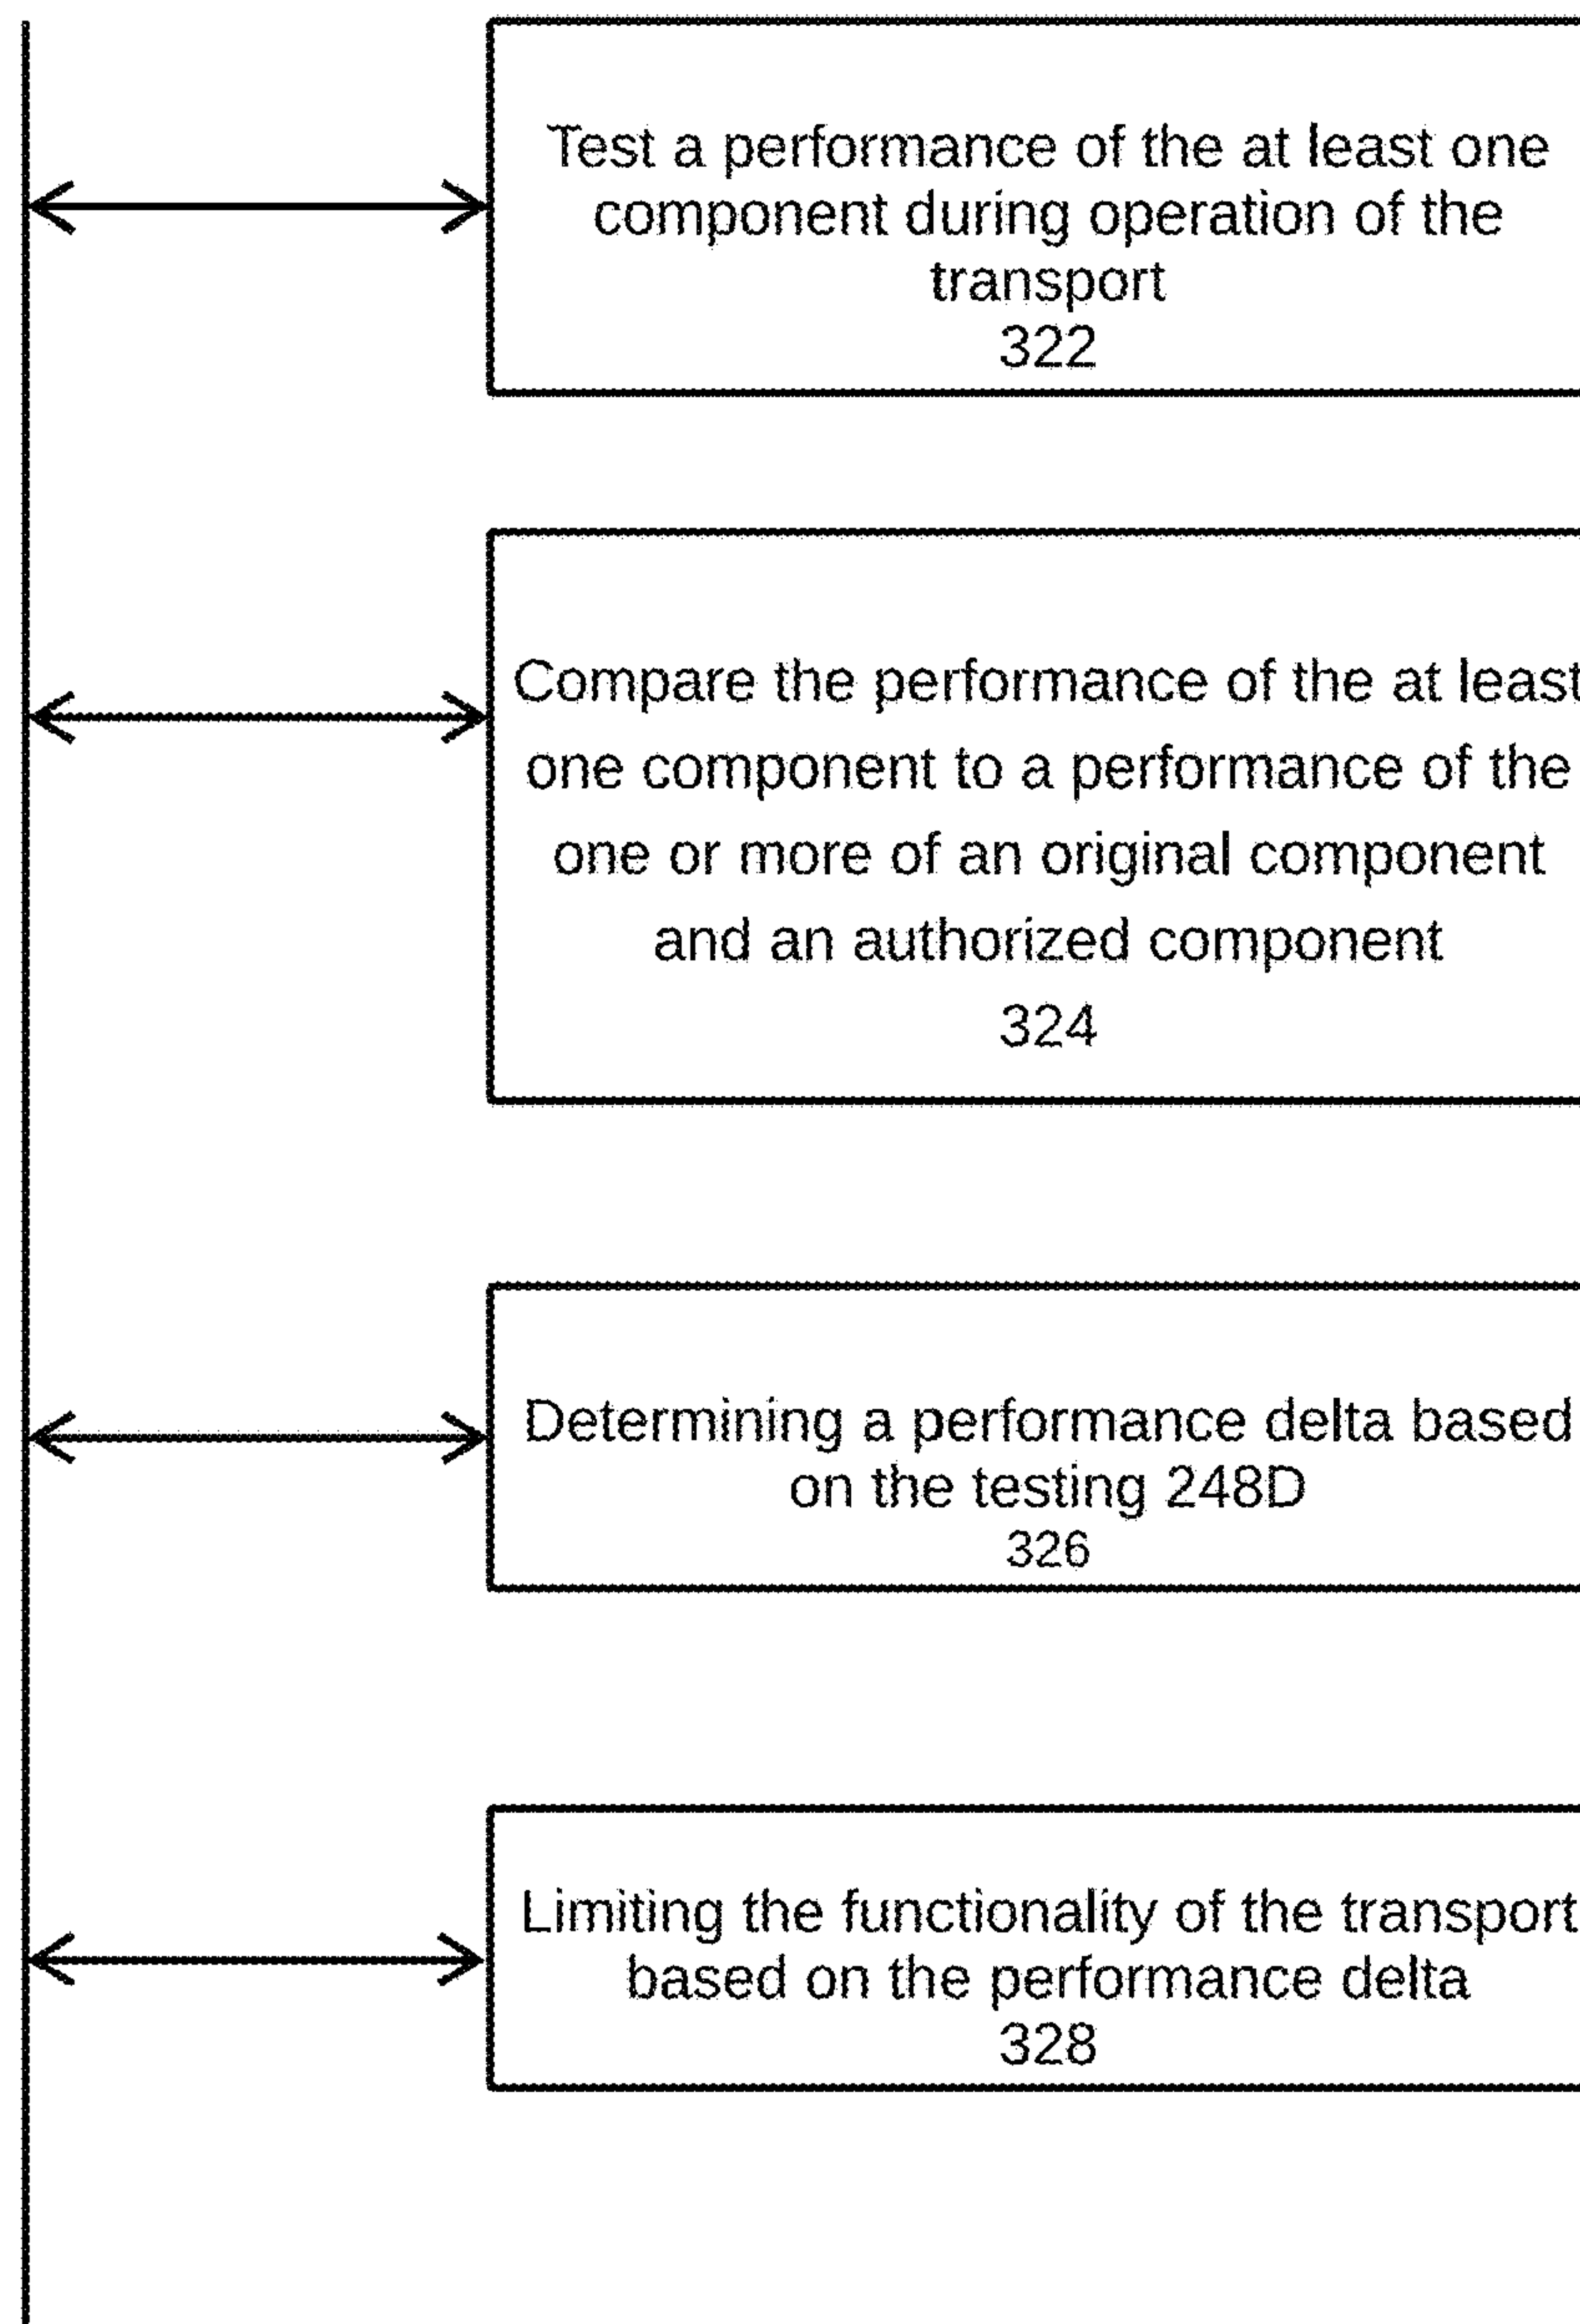 Test a performance of the at least one
component during operation of the
transport
322
Compare the performance of the at least
one component to a performance of the
one or more of an original component
and an authorized component
324
Determining a performance delta based
on the testing 248D
326
Limiting the functionality of the transport
based on the performance delta
328